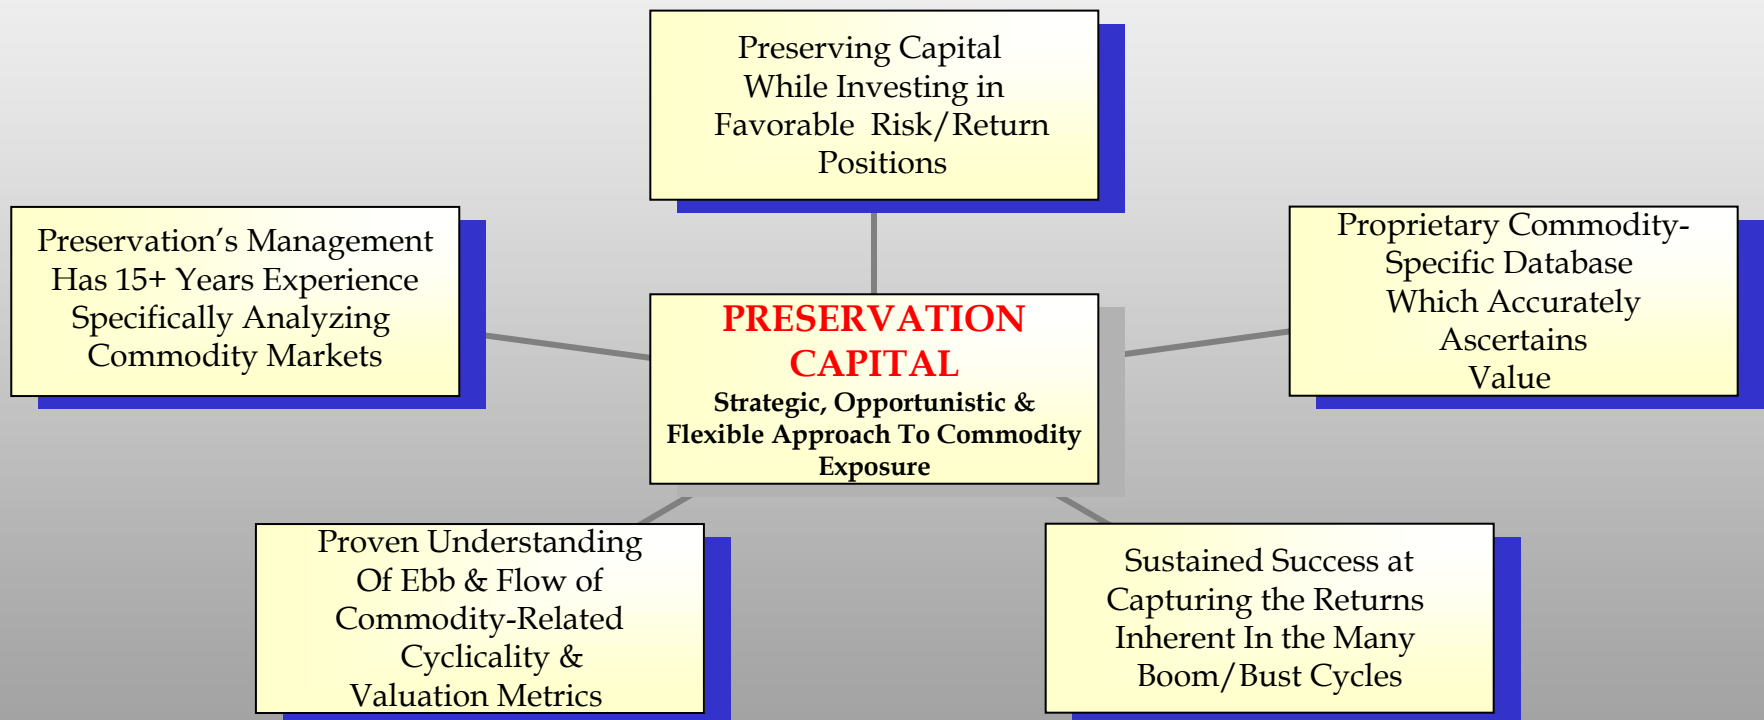 Preserving Capital
While Investing in
Favorable Risk/Return
Positions
Preservation’s Management
Has 15+ Years Experience
Specifically Analyzing
Commodity Markets
PRESERVATION
CAPITAL
Strategic, Opportunistic &
Flexible Approach To Commodity
Exposure
Proprietary Commodity-
Specific Database
Which Accurately
Ascertains
Value
Proven Understanding
Of Ebb & Flow of
Commodity-Related
Cyclicality &
Valuation Metrics
Sustained Success at
Capturing the Returns
Inherent In the Many
Boom/Bust Cycles